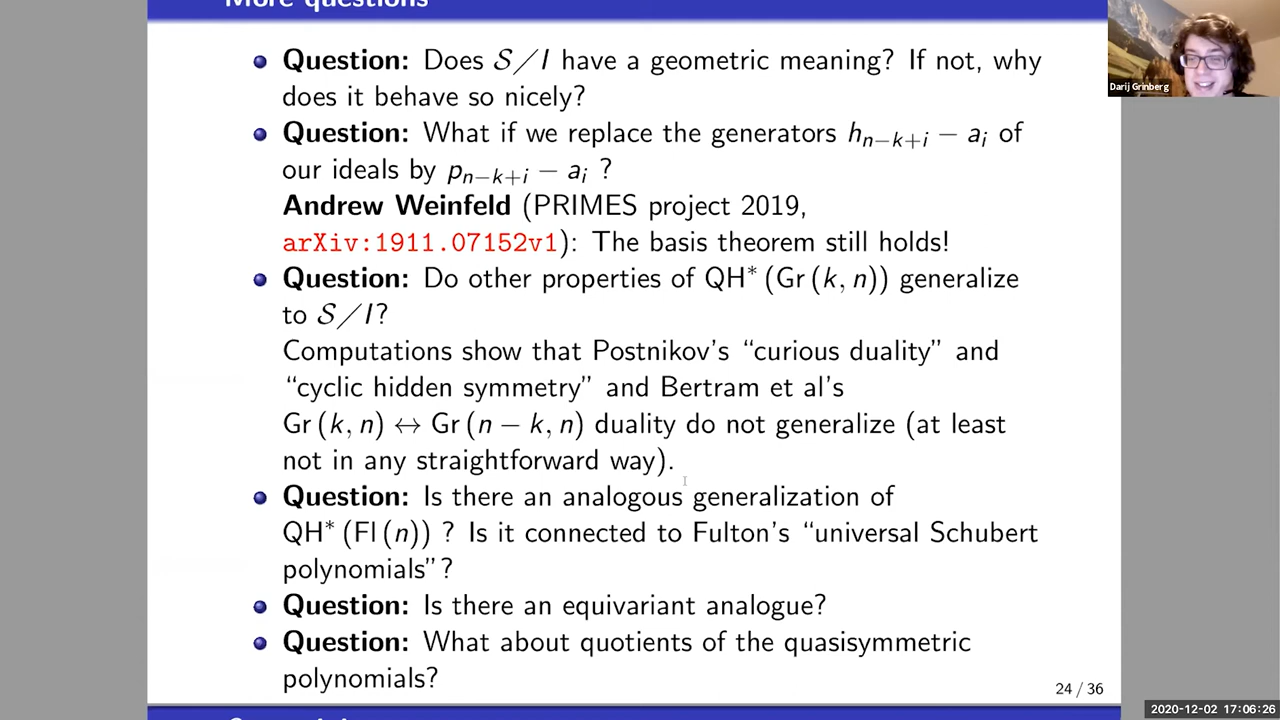 More questions
Darij Grinberg
• Question: Does S/I have a geometric meaning? If not, why
does it behave so nicely?
• Question: What if we replace the generators hₙ₋ₖ₊ᵢ − aᵢ of
our ideals by pₙ₋ₖ₊ᵢ − aᵢ ?
Andrew Weinfeld (PRIMES project 2019,
arXiv:1911.07152v1): The basis theorem still holds!
• Question: Do other properties of QH* (Gr (k, n)) generalize
to S/I?
Computations show that Postnikov's “curious duality” and
“cyclic hidden symmetry” and Bertram et al's
Gr (k, n) ↔ Gr (n − k, n) duality do not generalize (at least
not in any straightforward way).
• Question: Is there an analogous generalization of
QH* (Fl (n)) ? Is it connected to Fulton's “universal Schubert
polynomials”?
• Question: Is there an equivariant analogue?
• Question: What about quotients of the quasisymmetric
polynomials?
24 / 36
2020-12-02 17:06:26